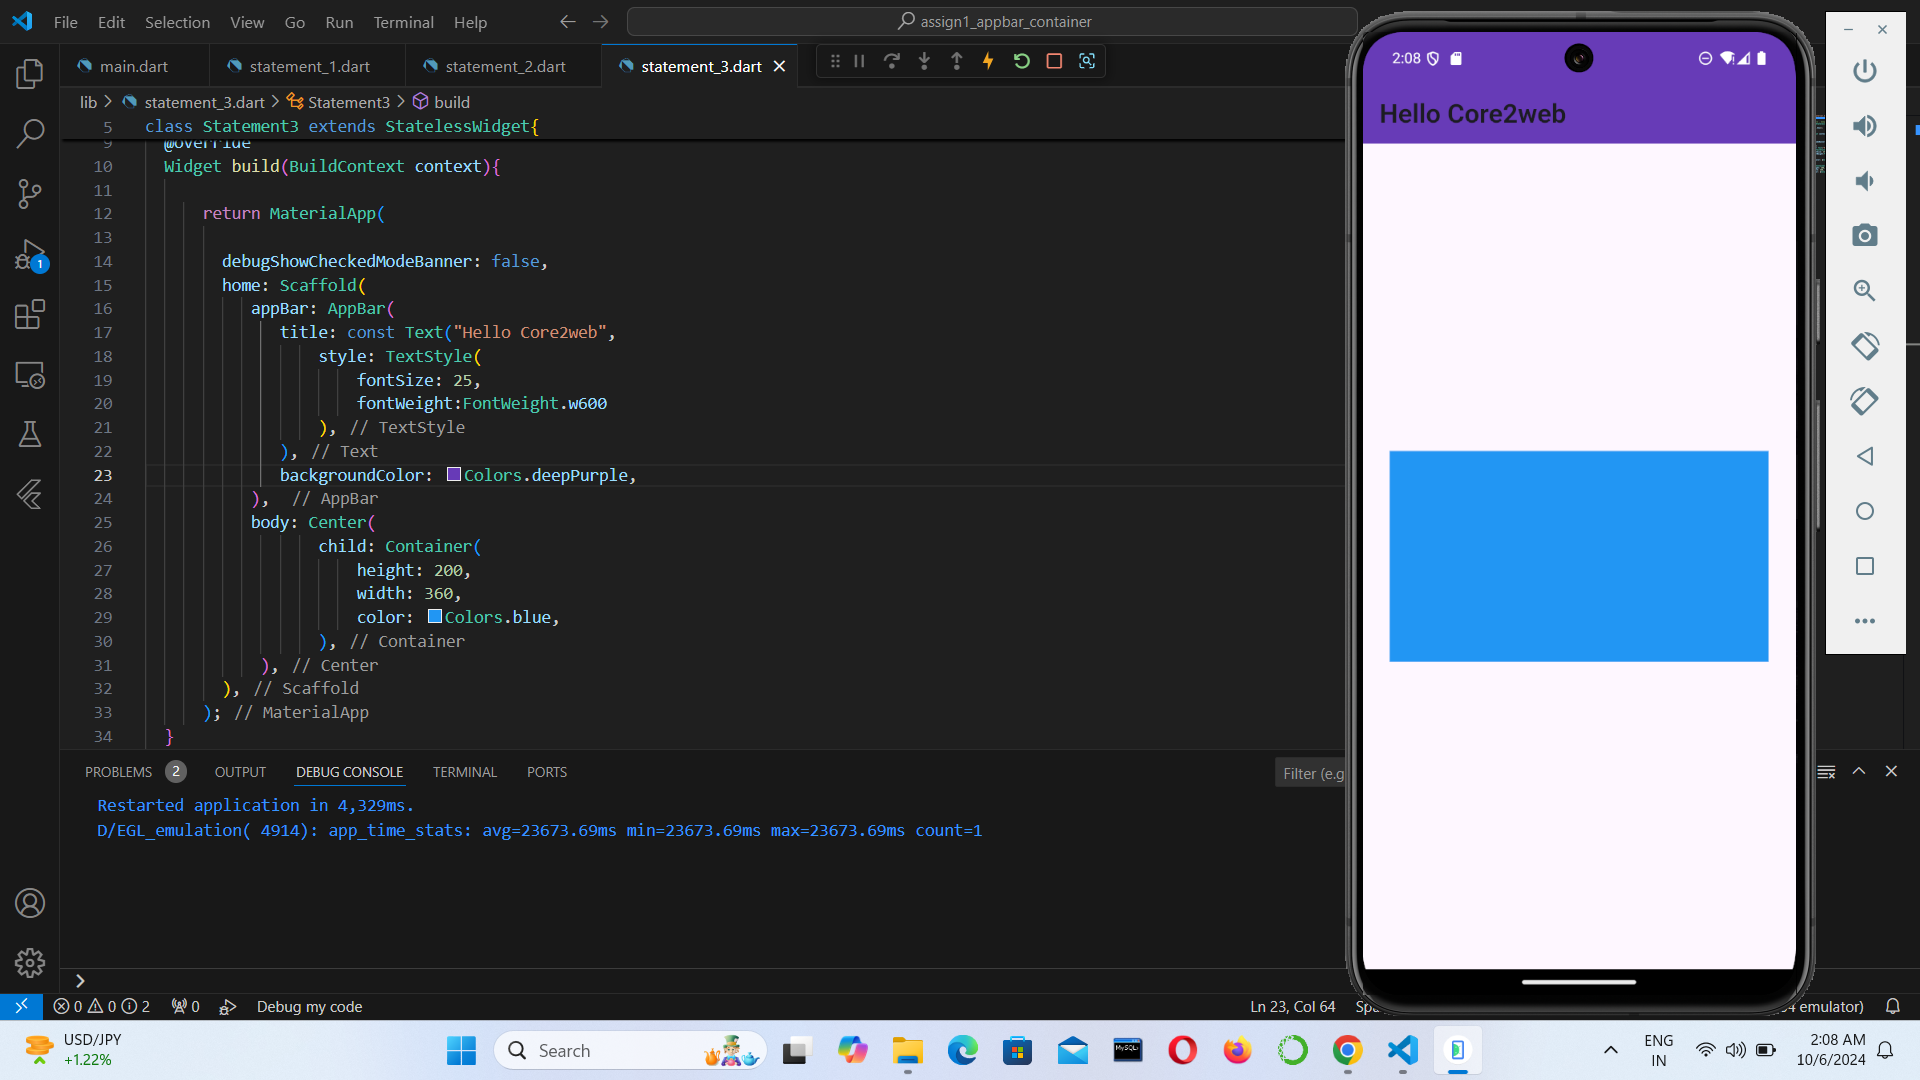 File Edit Selection View Go Run Terminal Help
assign1_appbar_container
main.dart
statement_1.dart
statement_2.dart
statement_3.dart
lib > statement_3.dart > Statement3 > build
5 class Statement3 extends StatelessWidget{
9 @override
10 Widget build(BuildContext context){
11
12 return MaterialApp(
13
14 debugShowCheckedModeBanner: false,
15 home: Scaffold(
16 appBar: AppBar(
17 title: const Text("Hello Core2web",
18 style: TextStyle(
19 fontSize: 25,
20 fontWeight:FontWeight.w600
21 ), // TextStyle
22 ), // Text
23 backgroundColor: Colors.deepPurple,
24 ), // AppBar
25 body: Center(
26 child: Container(
27 height: 200,
28 width: 360,
29 color: Colors.blue,
30 ), // Container
31 ), // Center
32 ), // Scaffold
33 ); // MaterialApp
34 }
PROBLEMS 2 OUTPUT DEBUG CONSOLE TERMINAL PORTS
Filter (e.g
Restarted application in 4,329ms.
D/EGL_emulation( 4914): app_time_stats: avg=23673.69ms min=23673.69ms max=23673.69ms count=1
>
1
0 0 2 0 Debug my code
Ln 23, Col 64
emulator)
2:08
Hello Core2web
USD/JPY
+1.22%
Search
MySQL
ENG
IN
2:08 AM
10/6/2024